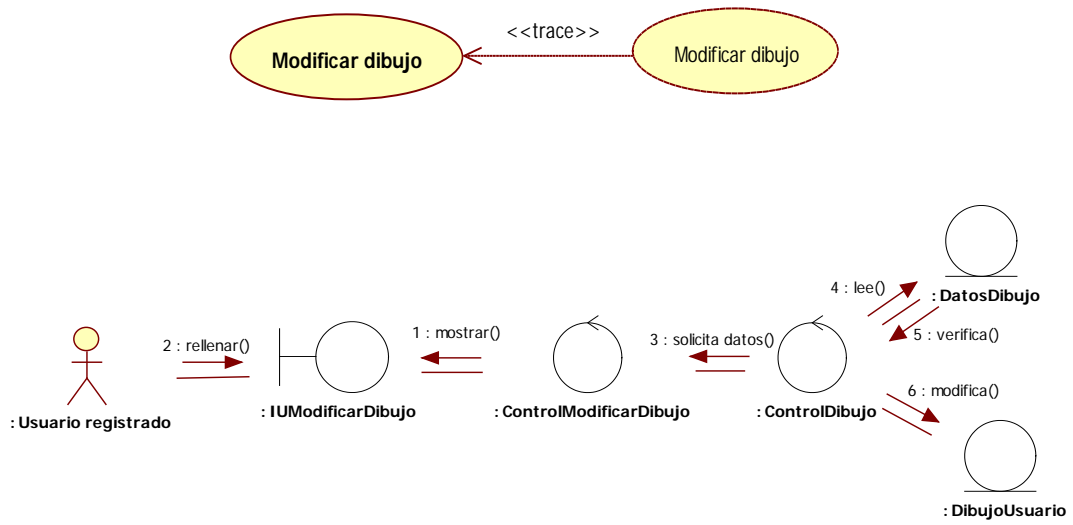 <<trace>>
Modificar dibujo
Modificar dibujo
4 : lee()
: DatosDibujo
2 : rellenar()
1 : mostrar()
3 : solicita datos()
5 : verifica()
6 : modifica()
: Usuario registrado
: IUModificarDibujo
: ControlModificarDibujo
: ControlDibujo
: DibujoUsuario